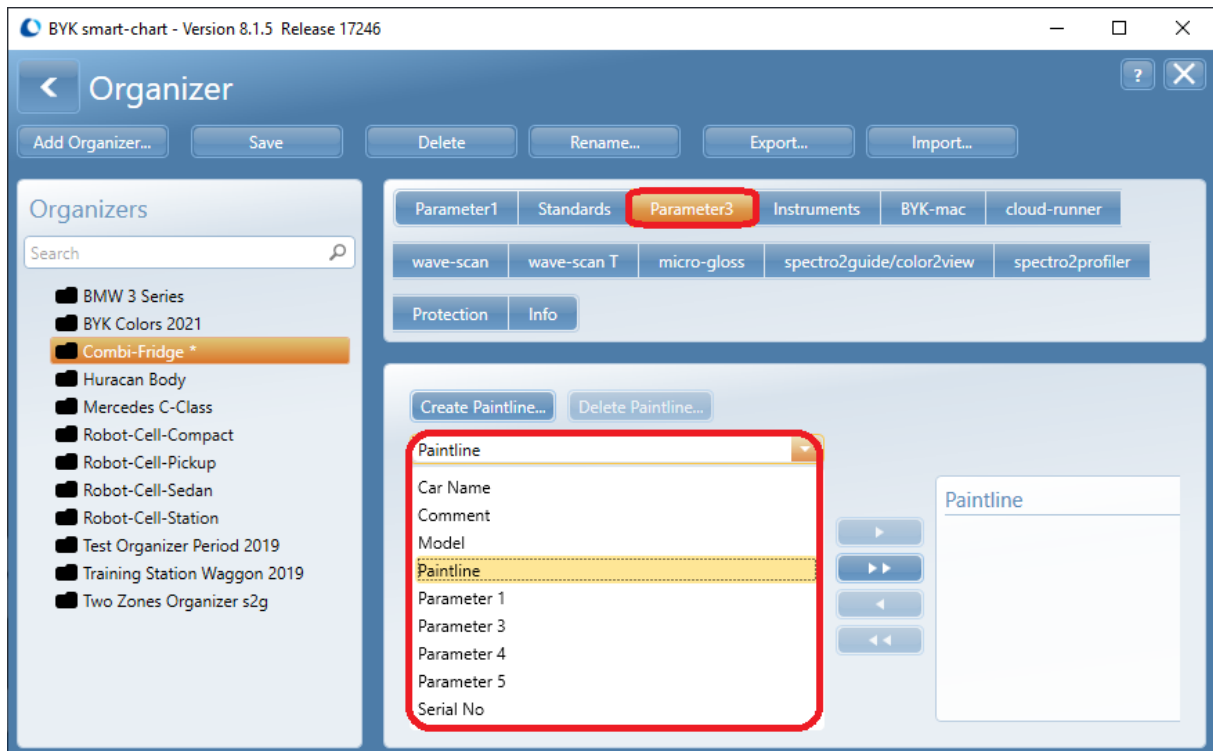 BYK smart-chart - Version 8.1.5 Release 17246
Organizer
?
Add Organizer... Save Delete Rename... Export... Import...
Organizers
Search
BMW 3 Series
BYK Colors 2021
Combi-Fridge *
Huracan Body
Mercedes C-Class
Robot-Cell-Compact
Robot-Cell-Pickup
Robot-Cell-Sedan
Robot-Cell-Station
Test Organizer Period 2019
Training Station Waggon 2019
Two Zones Organizer s2g
Parameter1 Standards Parameter3 Instruments BYK-mac cloud-runner
wave-scan wave-scan T micro-gloss spectro2guide/color2view spectro2profiler
Protection Info
Create Paintline... Delete Paintline...
Paintline
Car Name
Comment
Model
Paintline
Parameter 1
Parameter 3
Parameter 4
Parameter 5
Serial No
Paintline